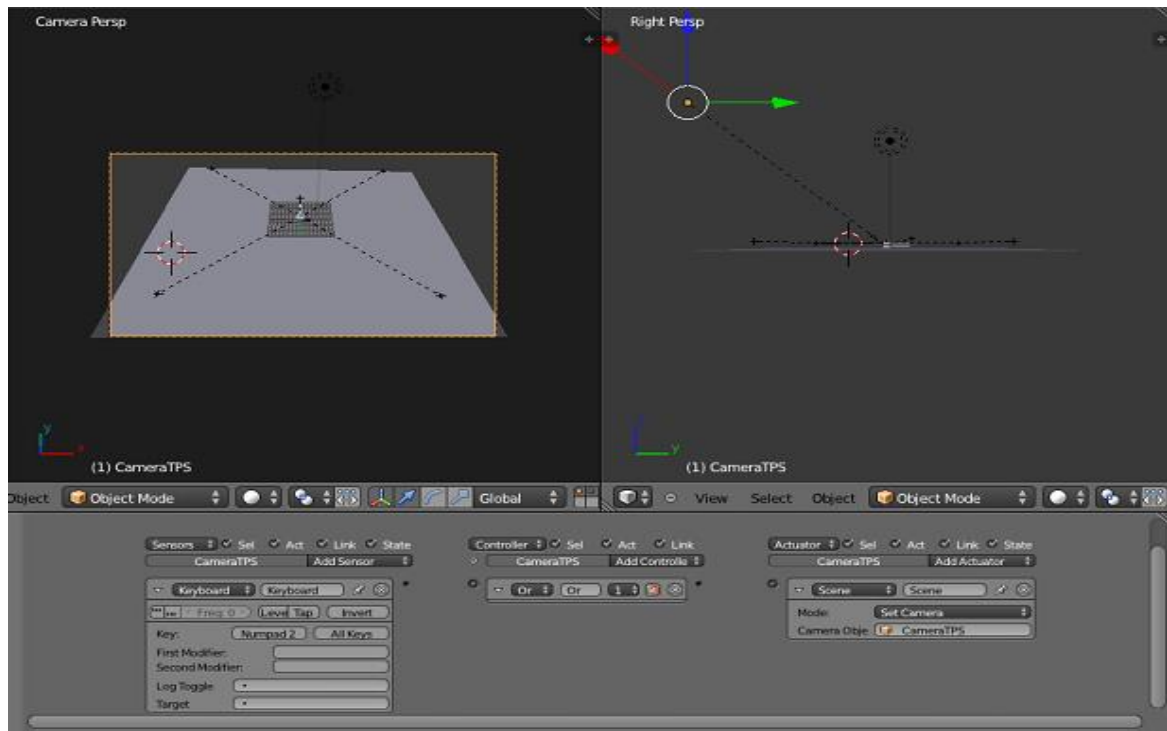 Camera Persp
Right Persp
(1) CameraTPS
(1) CameraTPS
Object
Object Mode
Global
View
Select
Object
Object Mode
Sensors Sel Act Link State
CameraTPS Add Sensor
Controller Sel Act Link
CameraTPS Add Controlle
Actuator Sel Act Link State
CameraTPS Add Actuator
Keyboard Keyboard
Freq: 0 Level Tap Invert
Key: Numpad 2 All Keys
First Modifier:
Second Modifier:
Log Toggle
Target
Or Or 1
Scene Scene
Mode: Set Camera
Camera Obje CameraTPS